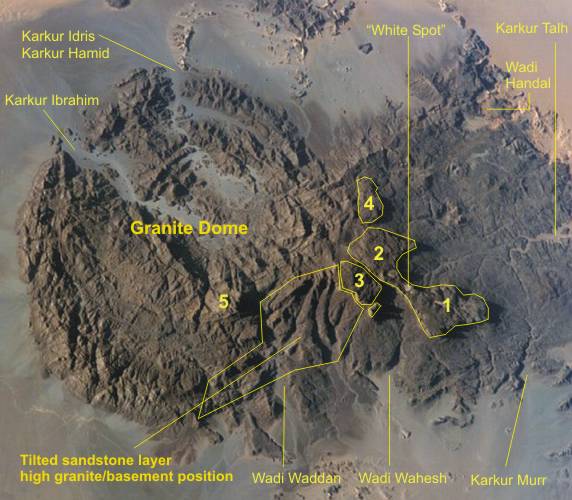 Karkur Idris
Karkur Hamid
"White Spot"
Karkur Talh
Wadi
Handal
Karkur Ibrahim
4
Granite Dome
2
3
5
1
Tilted sandstone layer
high granite/basement position
Wadi Waddan
Wadi Wahesh
Karkur Murr